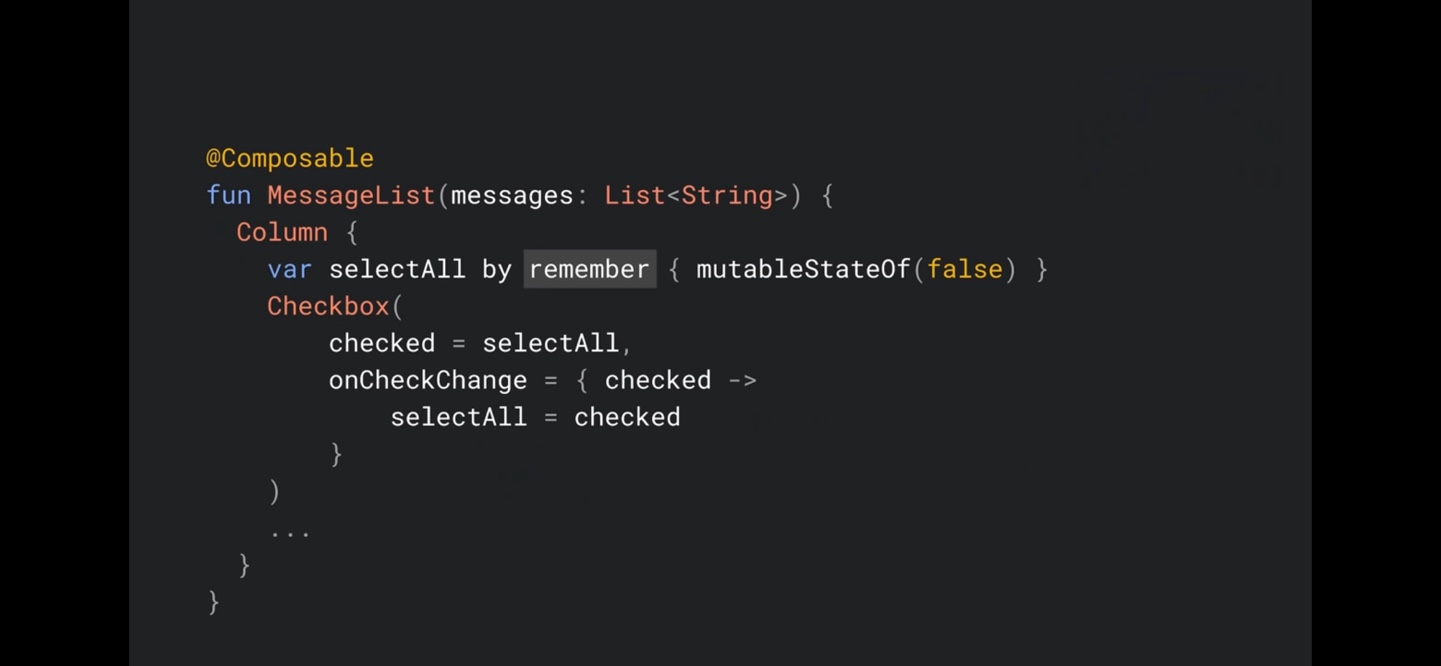 @Composable
fun MessageList(messages: List<String>) {
  Column {
    var selectAll by remember { mutableStateOf(false) }
    Checkbox(
        checked = selectAll,
        onCheckChange = { checked ->
            selectAll = checked
        }
    )
    ...
  }
}